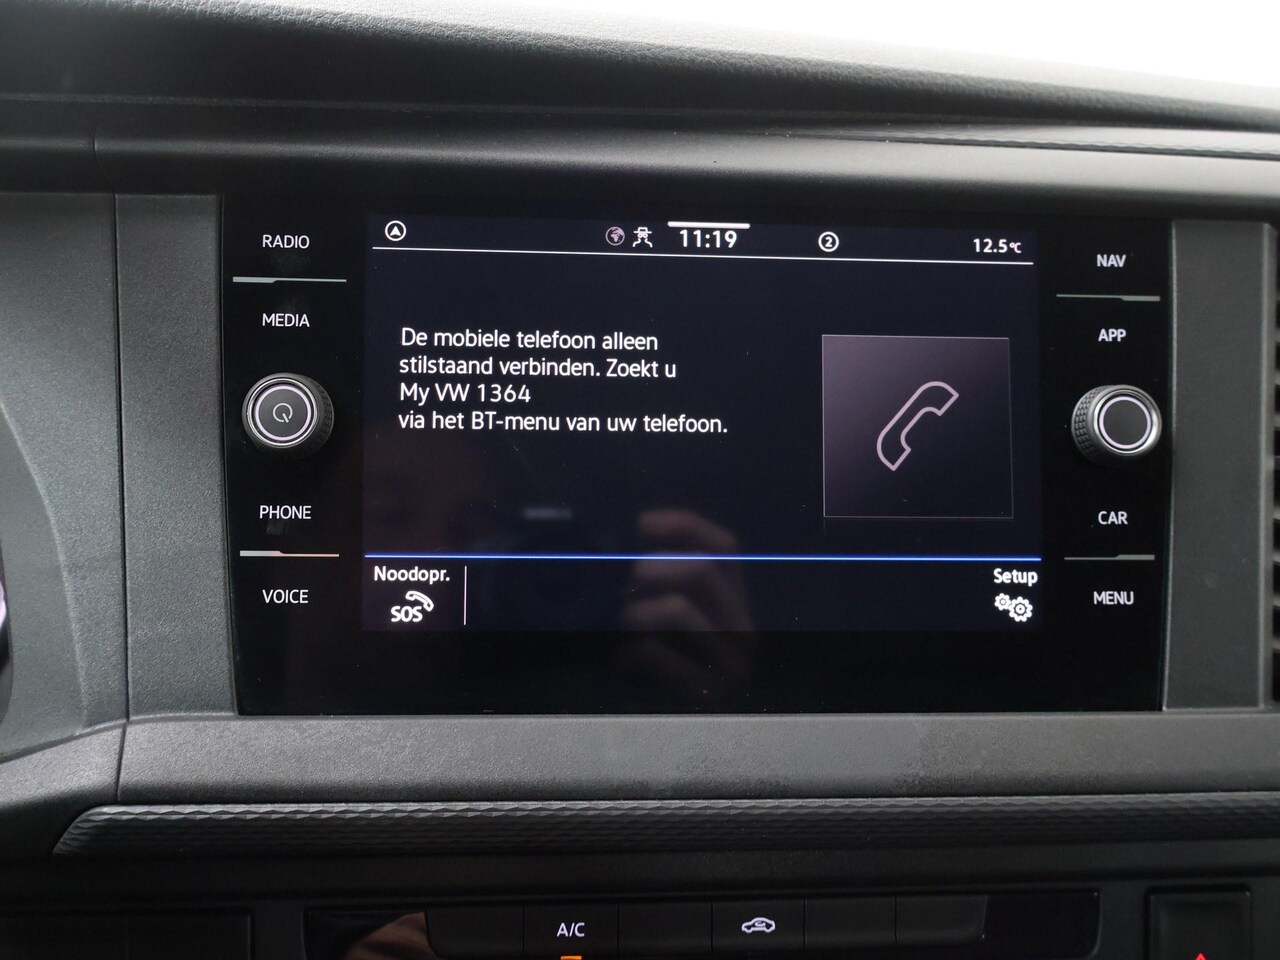 RADIO
MEDIA
PHONE
VOICE
11:19
2
12.5°C
De mobiele telefoon alleen
stilstaand verbinden. Zoekt u
My VW 1364
via het BT-menu van uw telefoon.
Noodopr.
SOS
Setup
NAV
APP
CAR
MENU
A/C